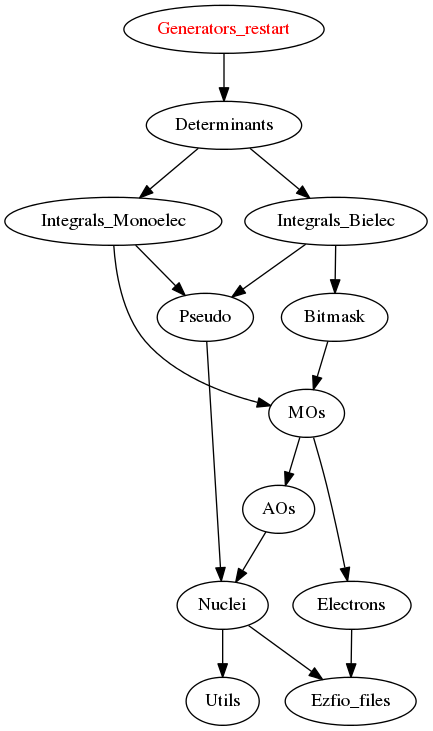 Generators_restart
Determinants
Integrals_Monoelec
Integrals_Bielec
Pseudo
Bitmask
MOs
AOs
Nuclei
Electrons
Utils
Ezfio_files